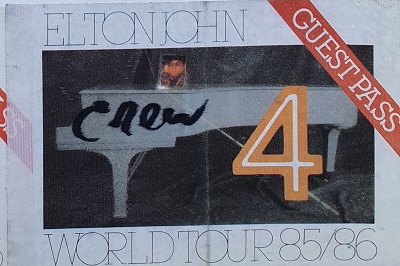 ELTON JOHN
GUEST PASS
Crew
4
WORLD TOUR 85/86